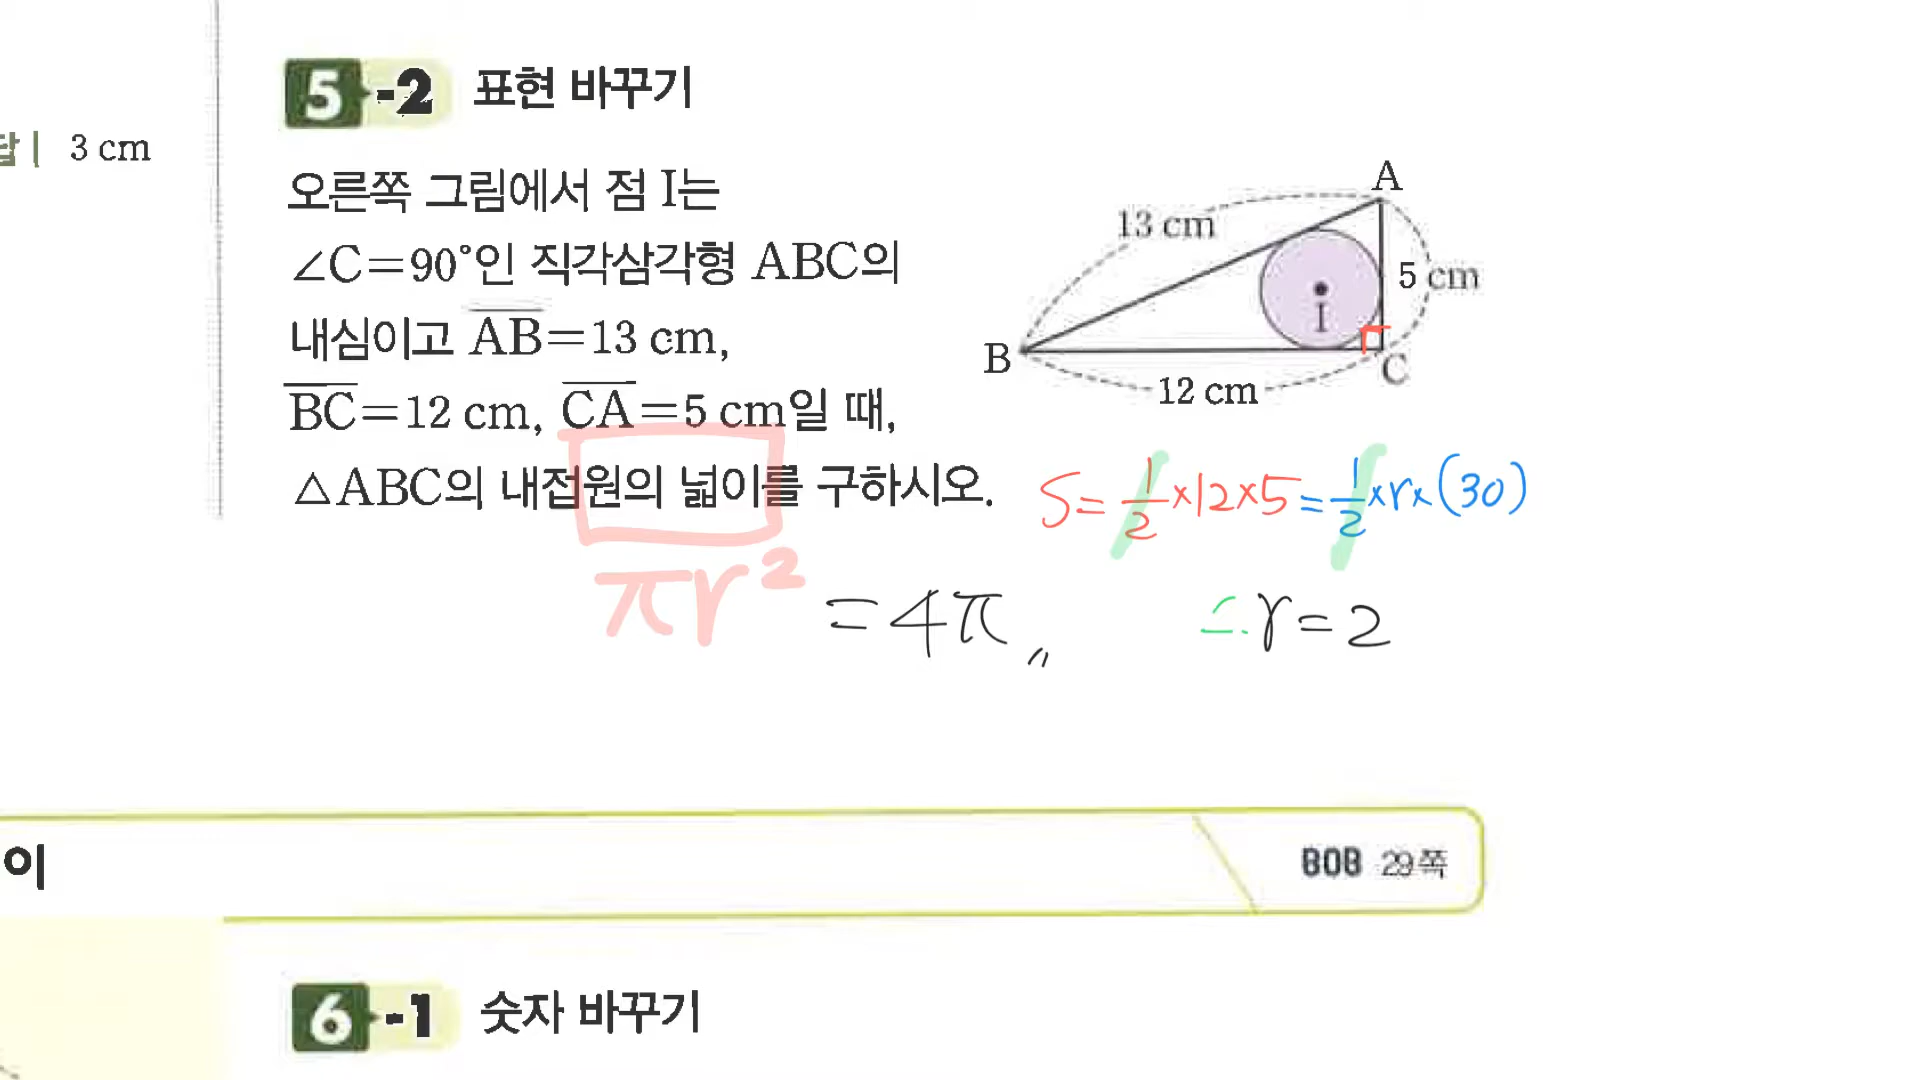 답 | 3 cm
5-2 표현 바꾸기
오른쪽 그림에서 점 I는
∠C=90°인 직각삼각형 ABC의
내심이고 \overline{AB}=13 cm,
\overline{BC}=12 cm, \overline{CA}=5 cm일 때,
△ABC의 내접원의 넓이를 구하시오.
A
13 cm
5 cm
I
B
C
12 cm
S = 1/2 × 12 × 5 = 1/2 × r × (30)
πr² = 4π〃
∴ r = 2
이
BOB 29쪽
6-1 숫자 바꾸기